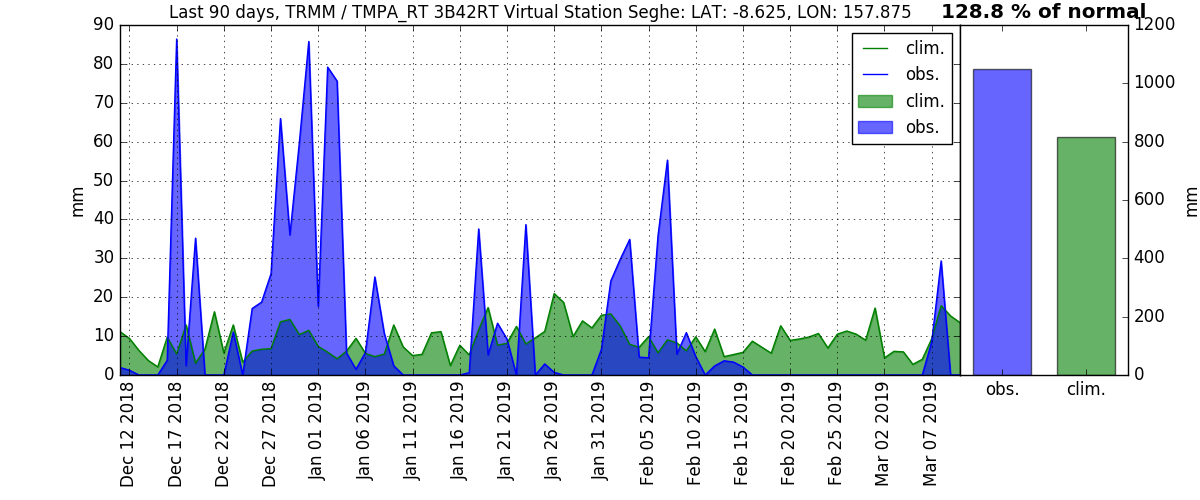 Last 90 days, TRMM / TMPA_RT 3B42RT Virtual Station Seghe: LAT: -8.625, LON: 157.875
128.8 % of normal
90
80
70
60
50
40
30
20
10
0
mm
clim.
obs.
clim.
obs.
Dec 12 2018
Dec 17 2018
Dec 22 2018
Dec 27 2018
Jan 01 2019
Jan 06 2019
Jan 11 2019
Jan 16 2019
Jan 21 2019
Jan 26 2019
Jan 31 2019
Feb 05 2019
Feb 10 2019
Feb 15 2019
Feb 20 2019
Feb 25 2019
Mar 02 2019
Mar 07 2019
1200
1000
800
600
400
200
0
mm
obs.
clim.